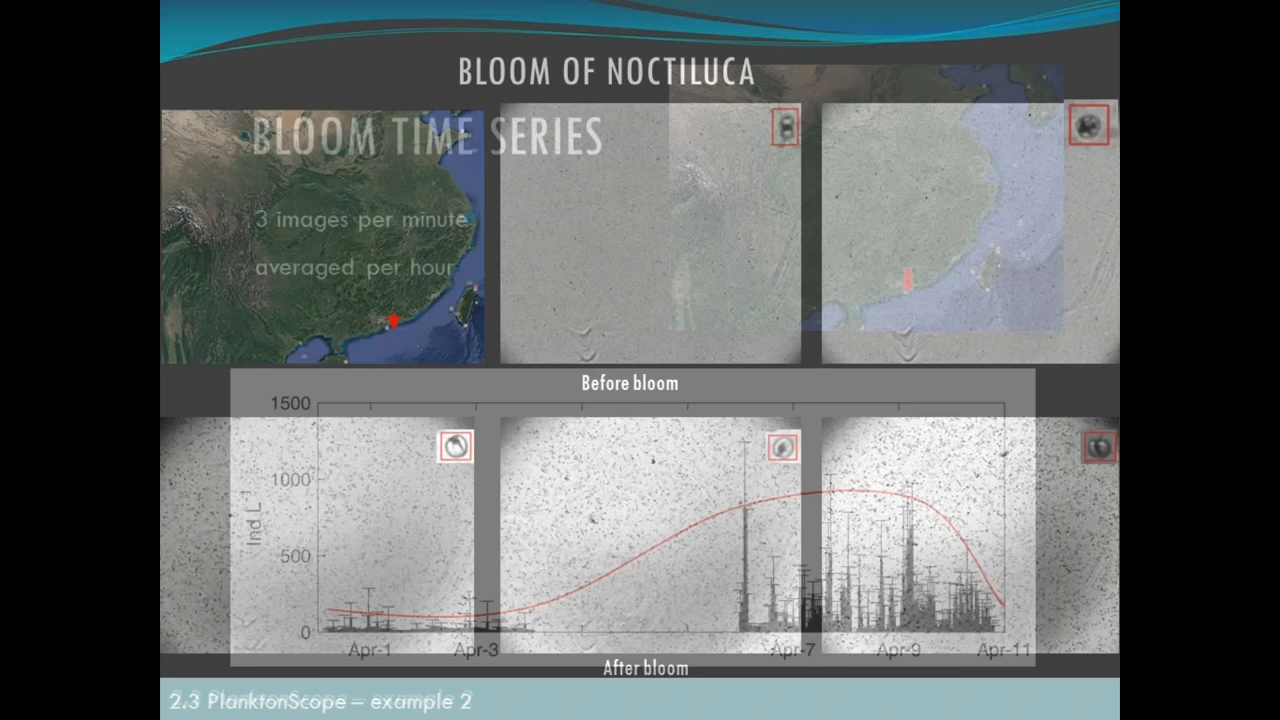 BLOOM OF NOCTILUCA
BLOOM TIME SERIES
3 images per minute
averaged per hour
Before bloom
1500
1000
500
0
Ind L⁻¹
Apr-1
Apr-3
Apr-7
Apr-9
Apr-11
After bloom
2.3 PlanktonScope – example 2